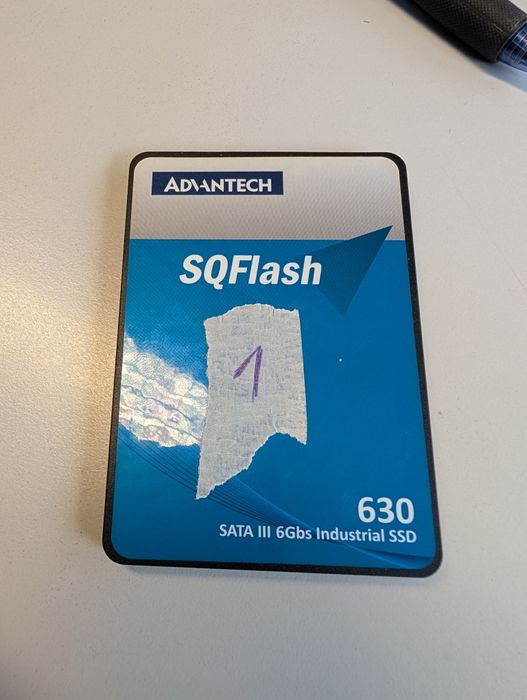 ADVANTECH
SQFlash
1
630
SATA III 6Gbs Industrial SSD